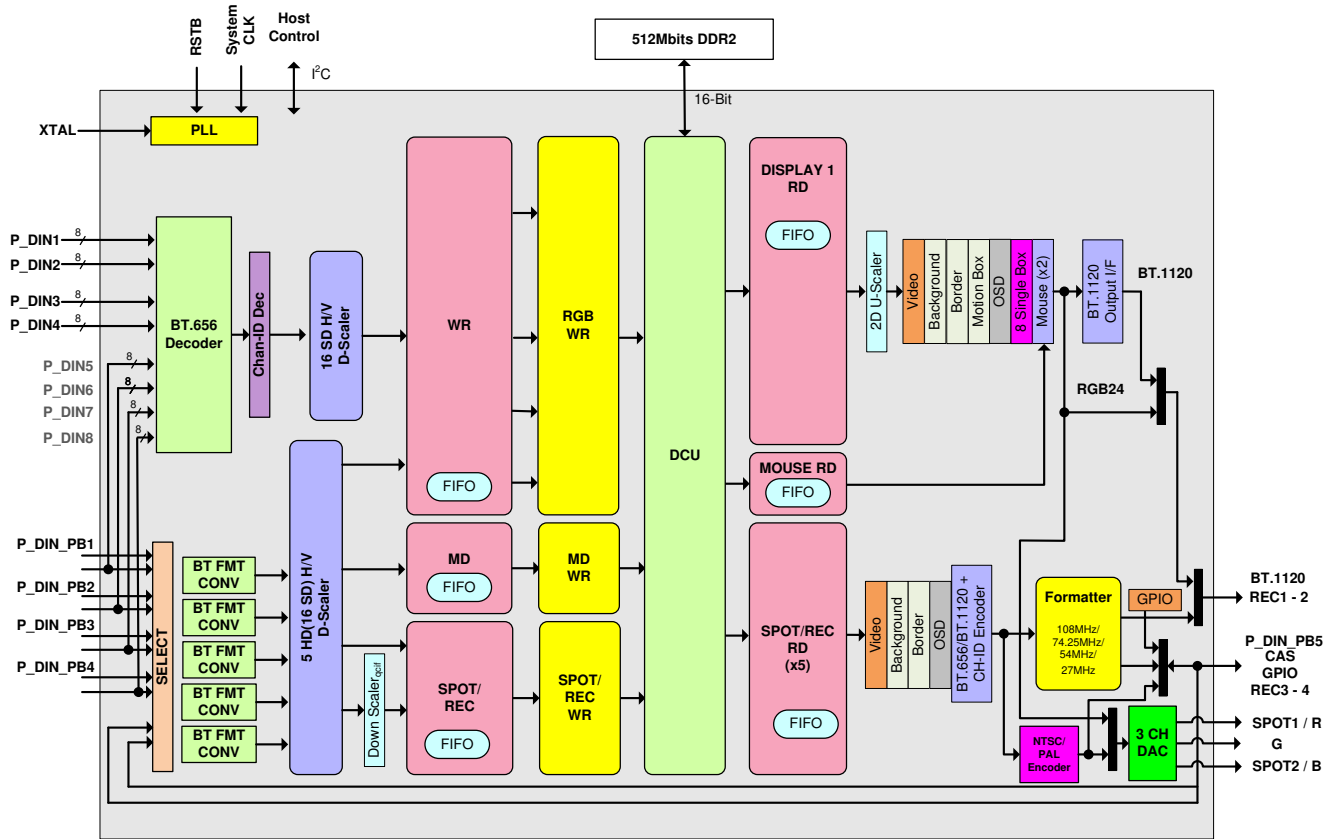 RSTB
System
CLK
Host
Control
I²C
512Mbits DDR2
16-Bit
XTAL
PLL
P_DIN1
8
P_DIN2
8
P_DIN3
8
P_DIN4
8
P_DIN5
8
P_DIN6
8
P_DIN7
8
P_DIN8
8
BT.656
Decoder
Chan-ID Dec
16 SD H/V
D-Scaler
WR
FIFO
RGB
WR
DCU
DISPLAY 1
RD
FIFO
2D U-Scaler
Video
Background
Border
Motion Box
OSD
8 Single Box
Mouse (x2)
BT.1120
Output I/F
BT.1120
RGB24
MOUSE RD
FIFO
P_DIN_PB1
P_DIN_PB2
P_DIN_PB3
P_DIN_PB4
SELECT
BT FMT
CONV
BT FMT
CONV
BT FMT
CONV
BT FMT
CONV
BT FMT
CONV
5 HD(16 SD) H/V
D-Scaler
Down Scaler qcif
MD
FIFO
MD
WR
SPOT/
REC
FIFO
SPOT/
REC
WR
SPOT/REC
RD
(x5)
FIFO
Video
Background
Border
OSD
BT.656/BT.1120 +
CH-ID Encoder
Formatter
108MHz/
74.25MHz/
54MHz/
27MHz
GPIO
NTSC/
PAL
Encoder
3 CH
DAC
BT.1120
REC1 - 2
P_DIN_PB5
CAS
GPIO
REC3 - 4
SPOT1 / R
G
SPOT2 / B